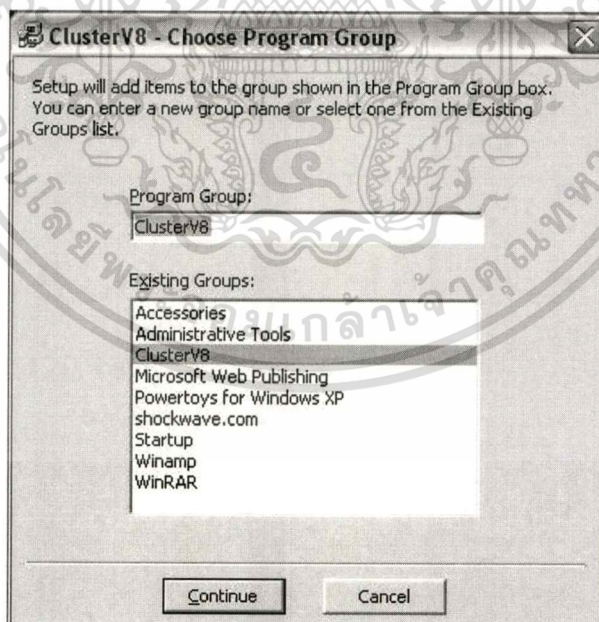 ClusterV8 - Choose Program Group
Setup will add items to the group shown in the Program Group box.
You can enter a new group name or select one from the Existing
Groups list.
Program Group:
ClusterV8
Existing Groups:
Accessories
Administrative Tools
ClusterV8
Microsoft Web Publishing
Powertoys for Windows XP
shockwave.com
Startup
Winamp
WinRAR
Continue
Cancel